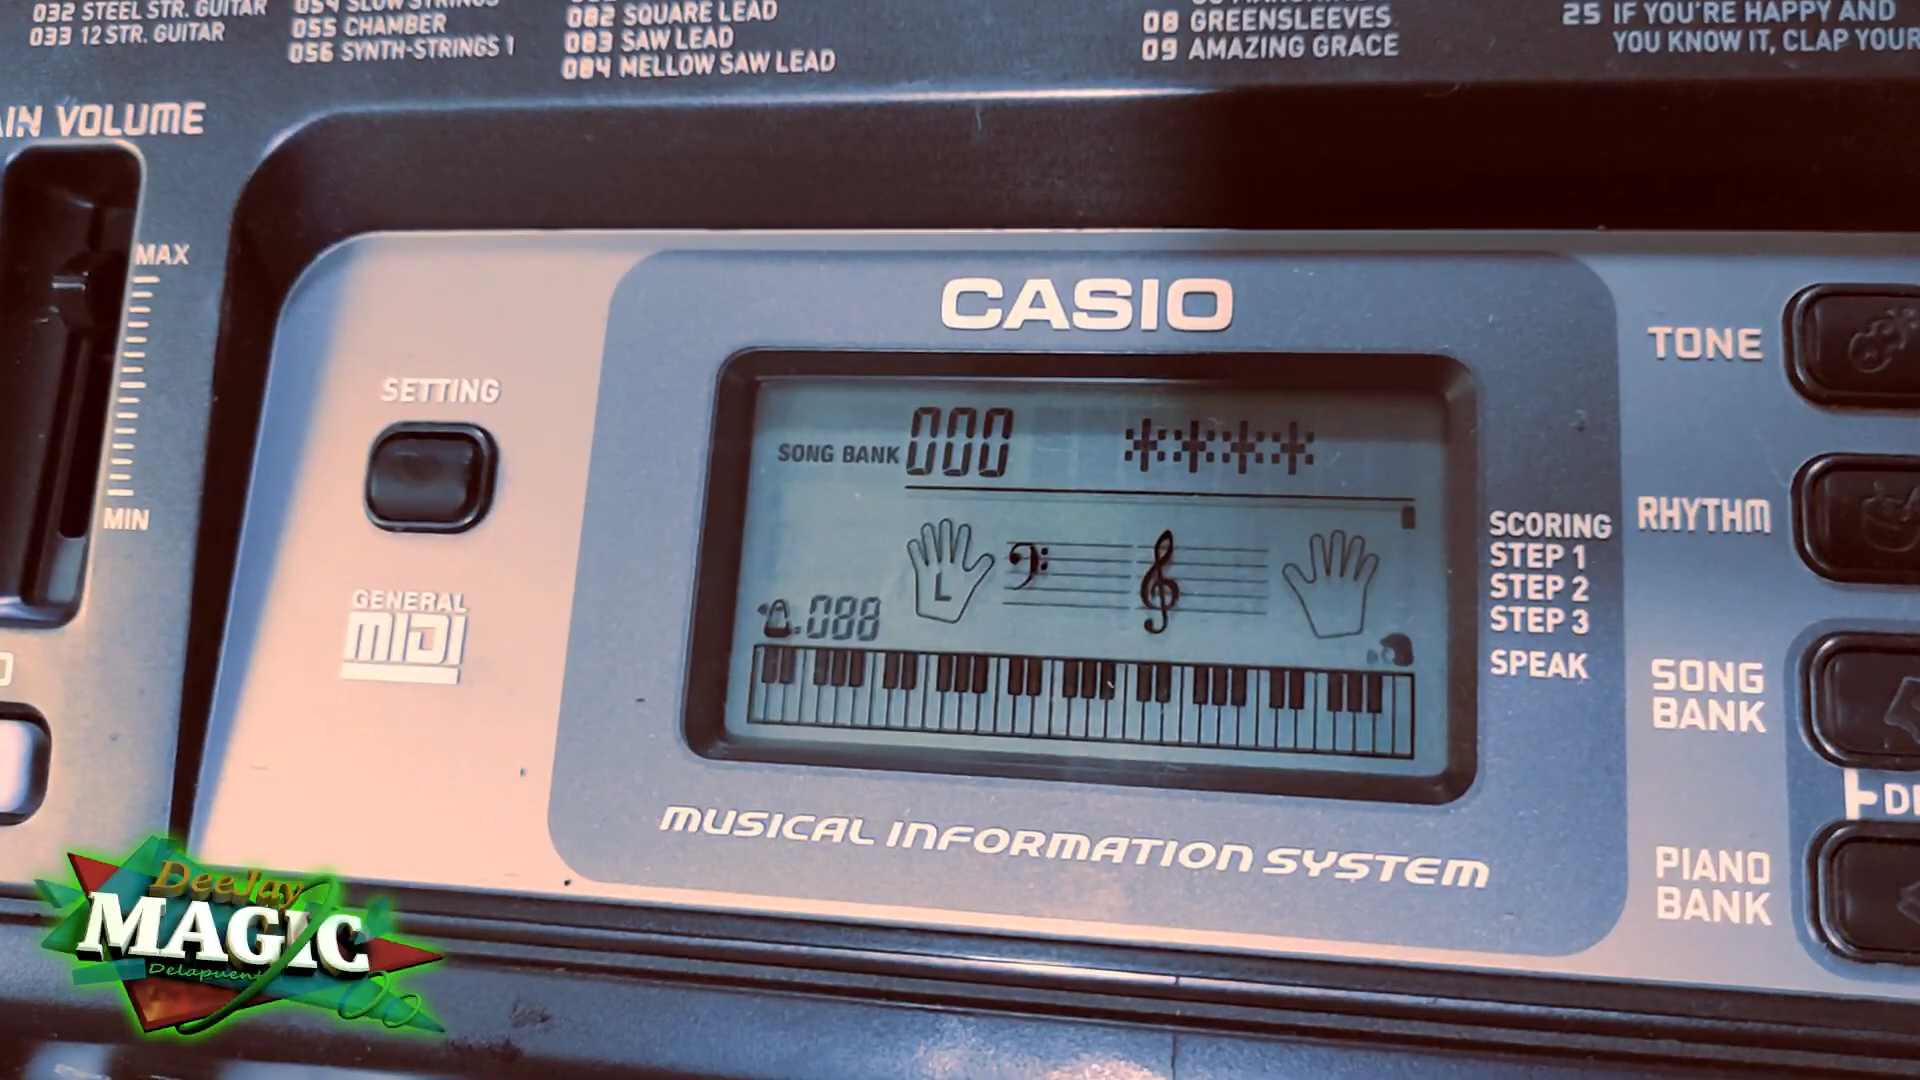 032 STEEL STR. GUITAR
033 12 STR. GUITAR
055 CHAMBER
056 SYNTH-STRINGS 1
082 SQUARE LEAD
083 SAW LEAD
084 MELLOW SAW LEAD
08 GREENSLEEVES
09 AMAZING GRACE
25 IF YOU'RE HAPPY AND
YOU KNOW IT, CLAP YOUR
VOLUME
MAX
MIN
SETTING
GENERAL
MIDI
CASIO
SONG BANK 000 ****
L
088
SCORING
STEP 1
STEP 2
STEP 3
SPEAK
MUSICAL INFORMATION SYSTEM
TONE
RHYTHM
SONG
BANK
PIANO
BANK
DeeJay
MAGIC